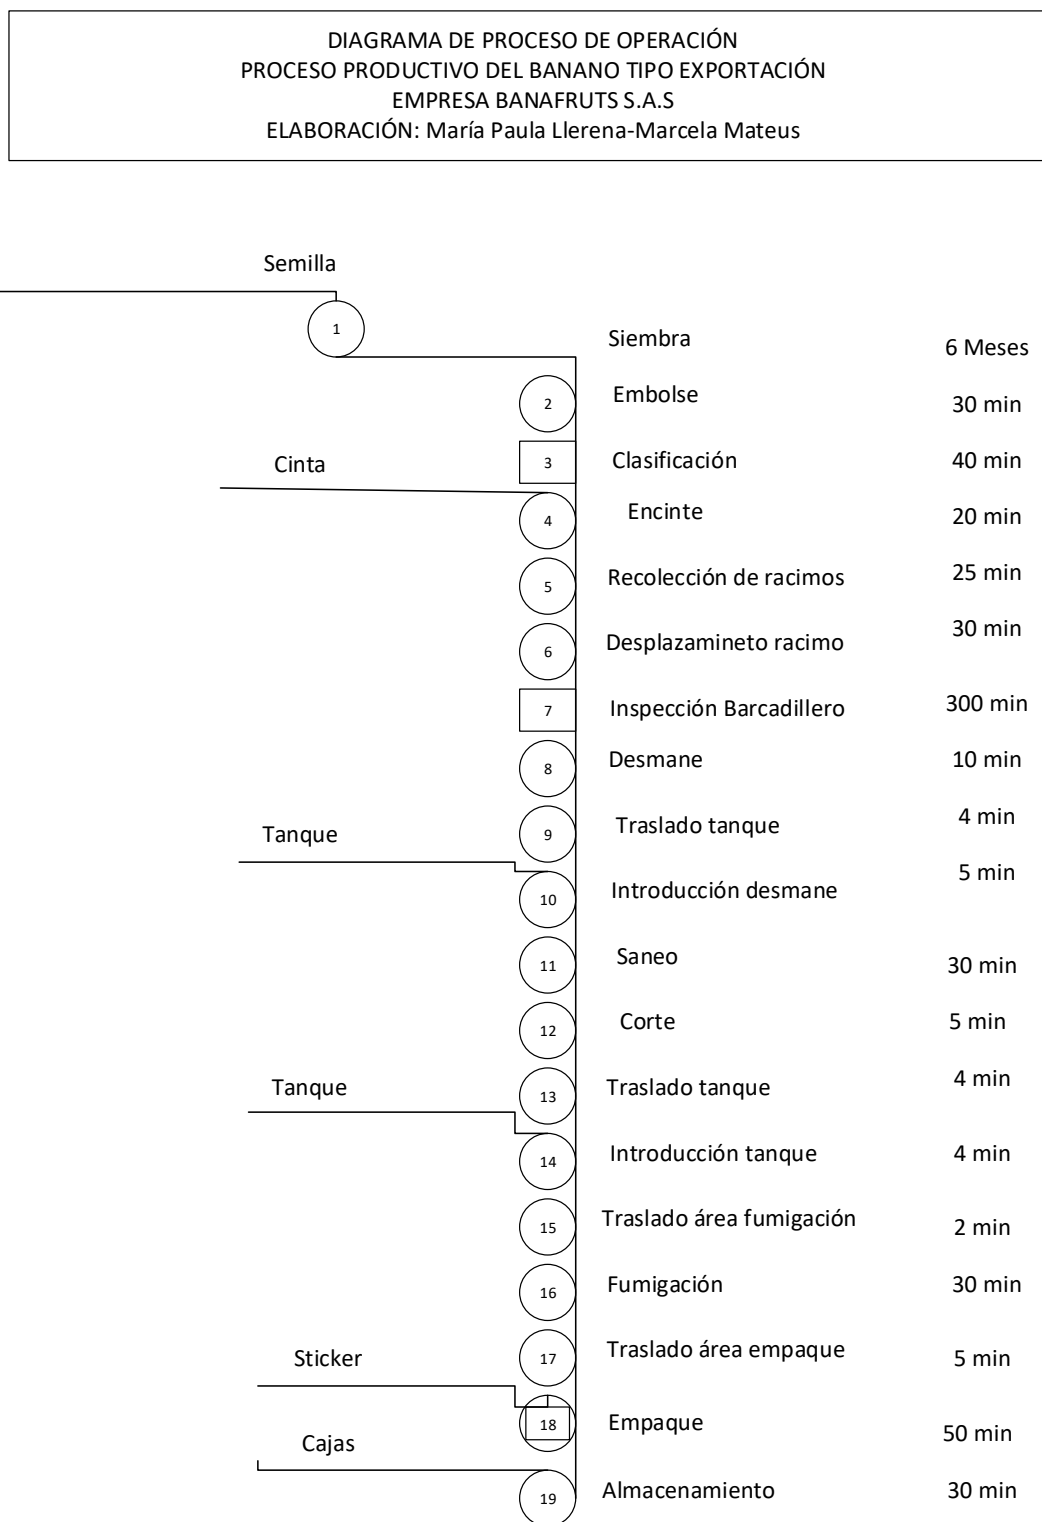 DIAGRAMA DE PROCESO DE OPERACIÓN
PROCESO PRODUCTIVO DEL BANANO TIPO EXPORTACIÓN
EMPRESA BANAFRUTS S.A.S
ELABORACIÓN: María Paula Llerena-Marcela Mateus
Semilla
1 Siembra 6 Meses
2 Embolse 30 min
3 Clasificación 40 min
Cinta
4 Encinte 20 min
5 Recolección de racimos 25 min
6 Desplazamineto racimo 30 min
7 Inspección Barcadillero 300 min
8 Desmane 10 min
9 Traslado tanque 4 min
Tanque
10 Introducción desmane 5 min
11 Saneo 30 min
12 Corte 5 min
13 Traslado tanque 4 min
Tanque
14 Introducción tanque 4 min
15 Traslado área fumigación 2 min
16 Fumigación 30 min
17 Traslado área empaque 5 min
Sticker
18 Empaque 50 min
Cajas
19 Almacenamiento 30 min